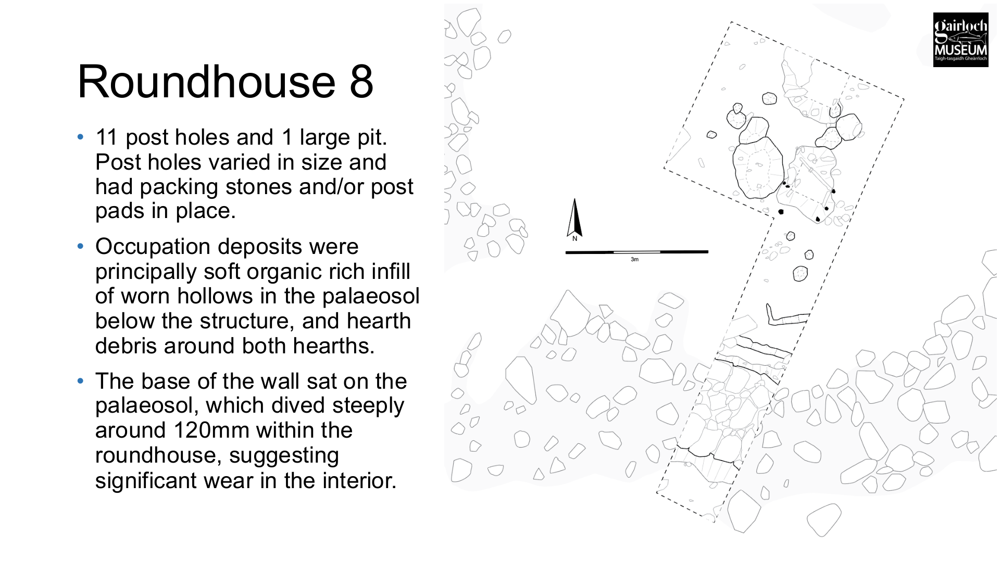 Roundhouse 8
• 11 post holes and 1 large pit.
Post holes varied in size and
had packing stones and/or post
pads in place.
• Occupation deposits were
principally soft organic rich infill
of worn hollows in the palaeosol
below the structure, and hearth
debris around both hearths.
• The base of the wall sat on the
palaeosol, which dived steeply
around 120mm within the
roundhouse, suggesting
significant wear in the interior.
N
3m
gairloch
MUSEUM
Taigh-tasgaidh Gheàrrloch